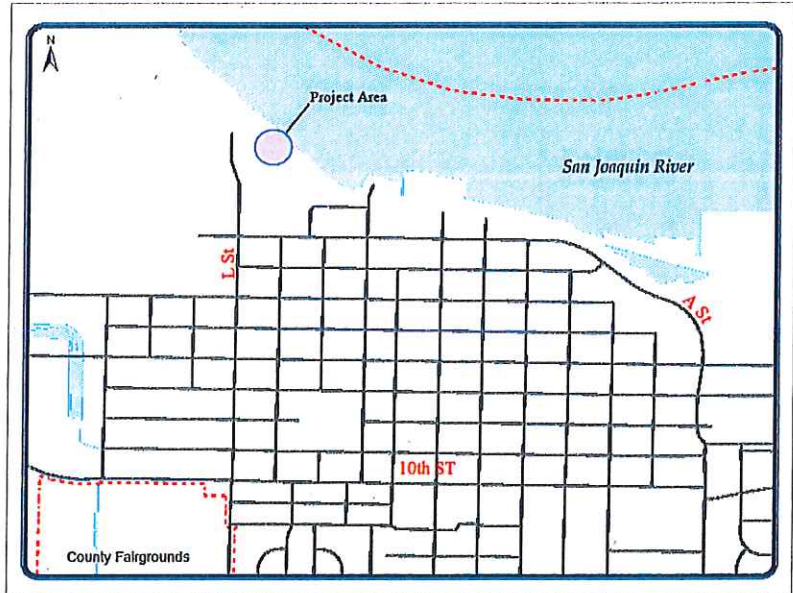 N
Project Area
San Joaquin River
L St
A St
10th ST
County Fairgrounds